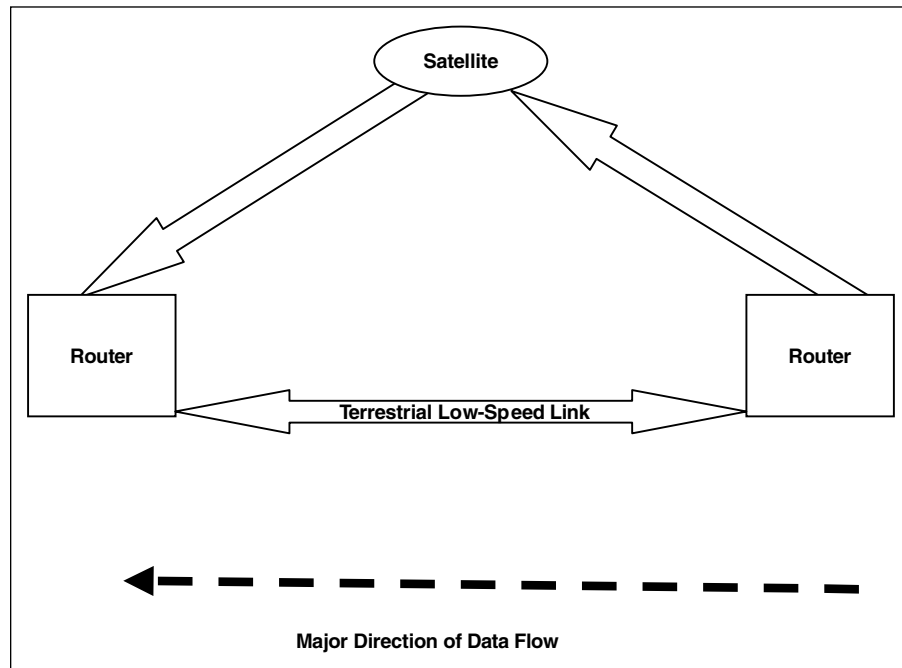 Satellite
Router
Router
Terrestrial Low-Speed Link
Major Direction of Data Flow